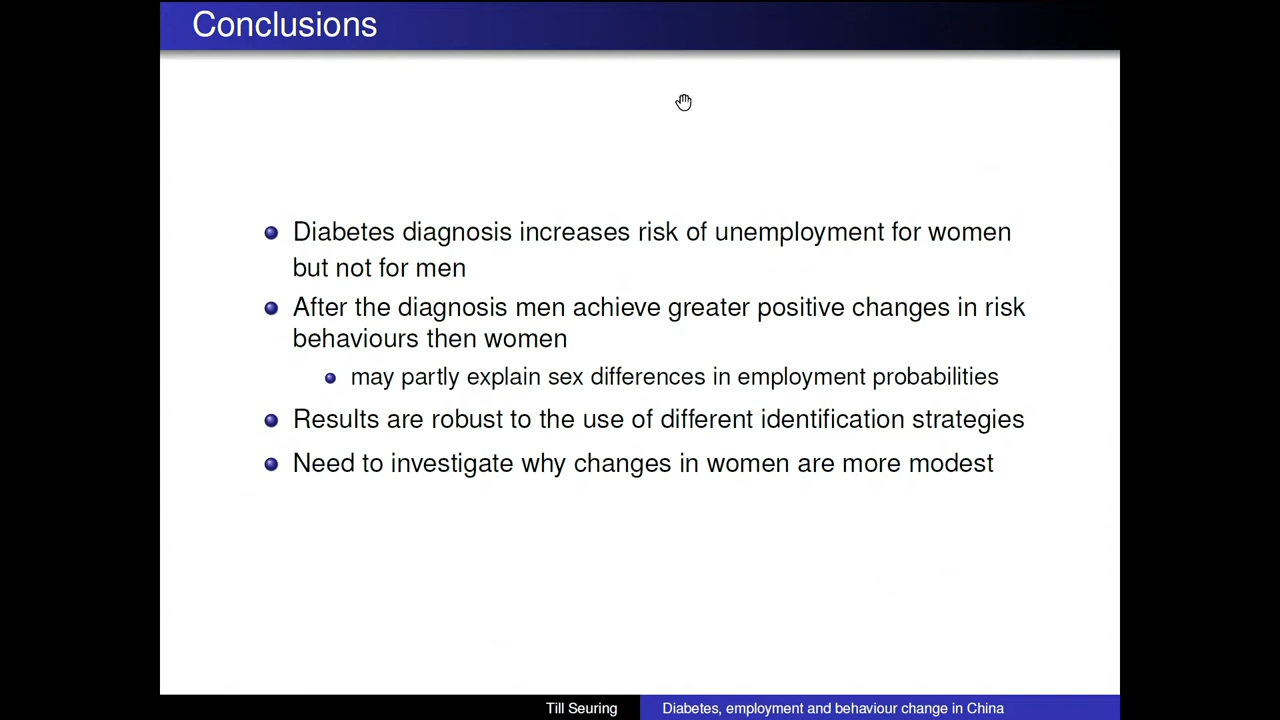 Conclusions
Diabetes diagnosis increases risk of unemployment for women
but not for men
After the diagnosis men achieve greater positive changes in risk
behaviours then women
may partly explain sex differences in employment probabilities
Results are robust to the use of different identification strategies
Need to investigate why changes in women are more modest
Till Seuring
Diabetes, employment and behaviour change in China